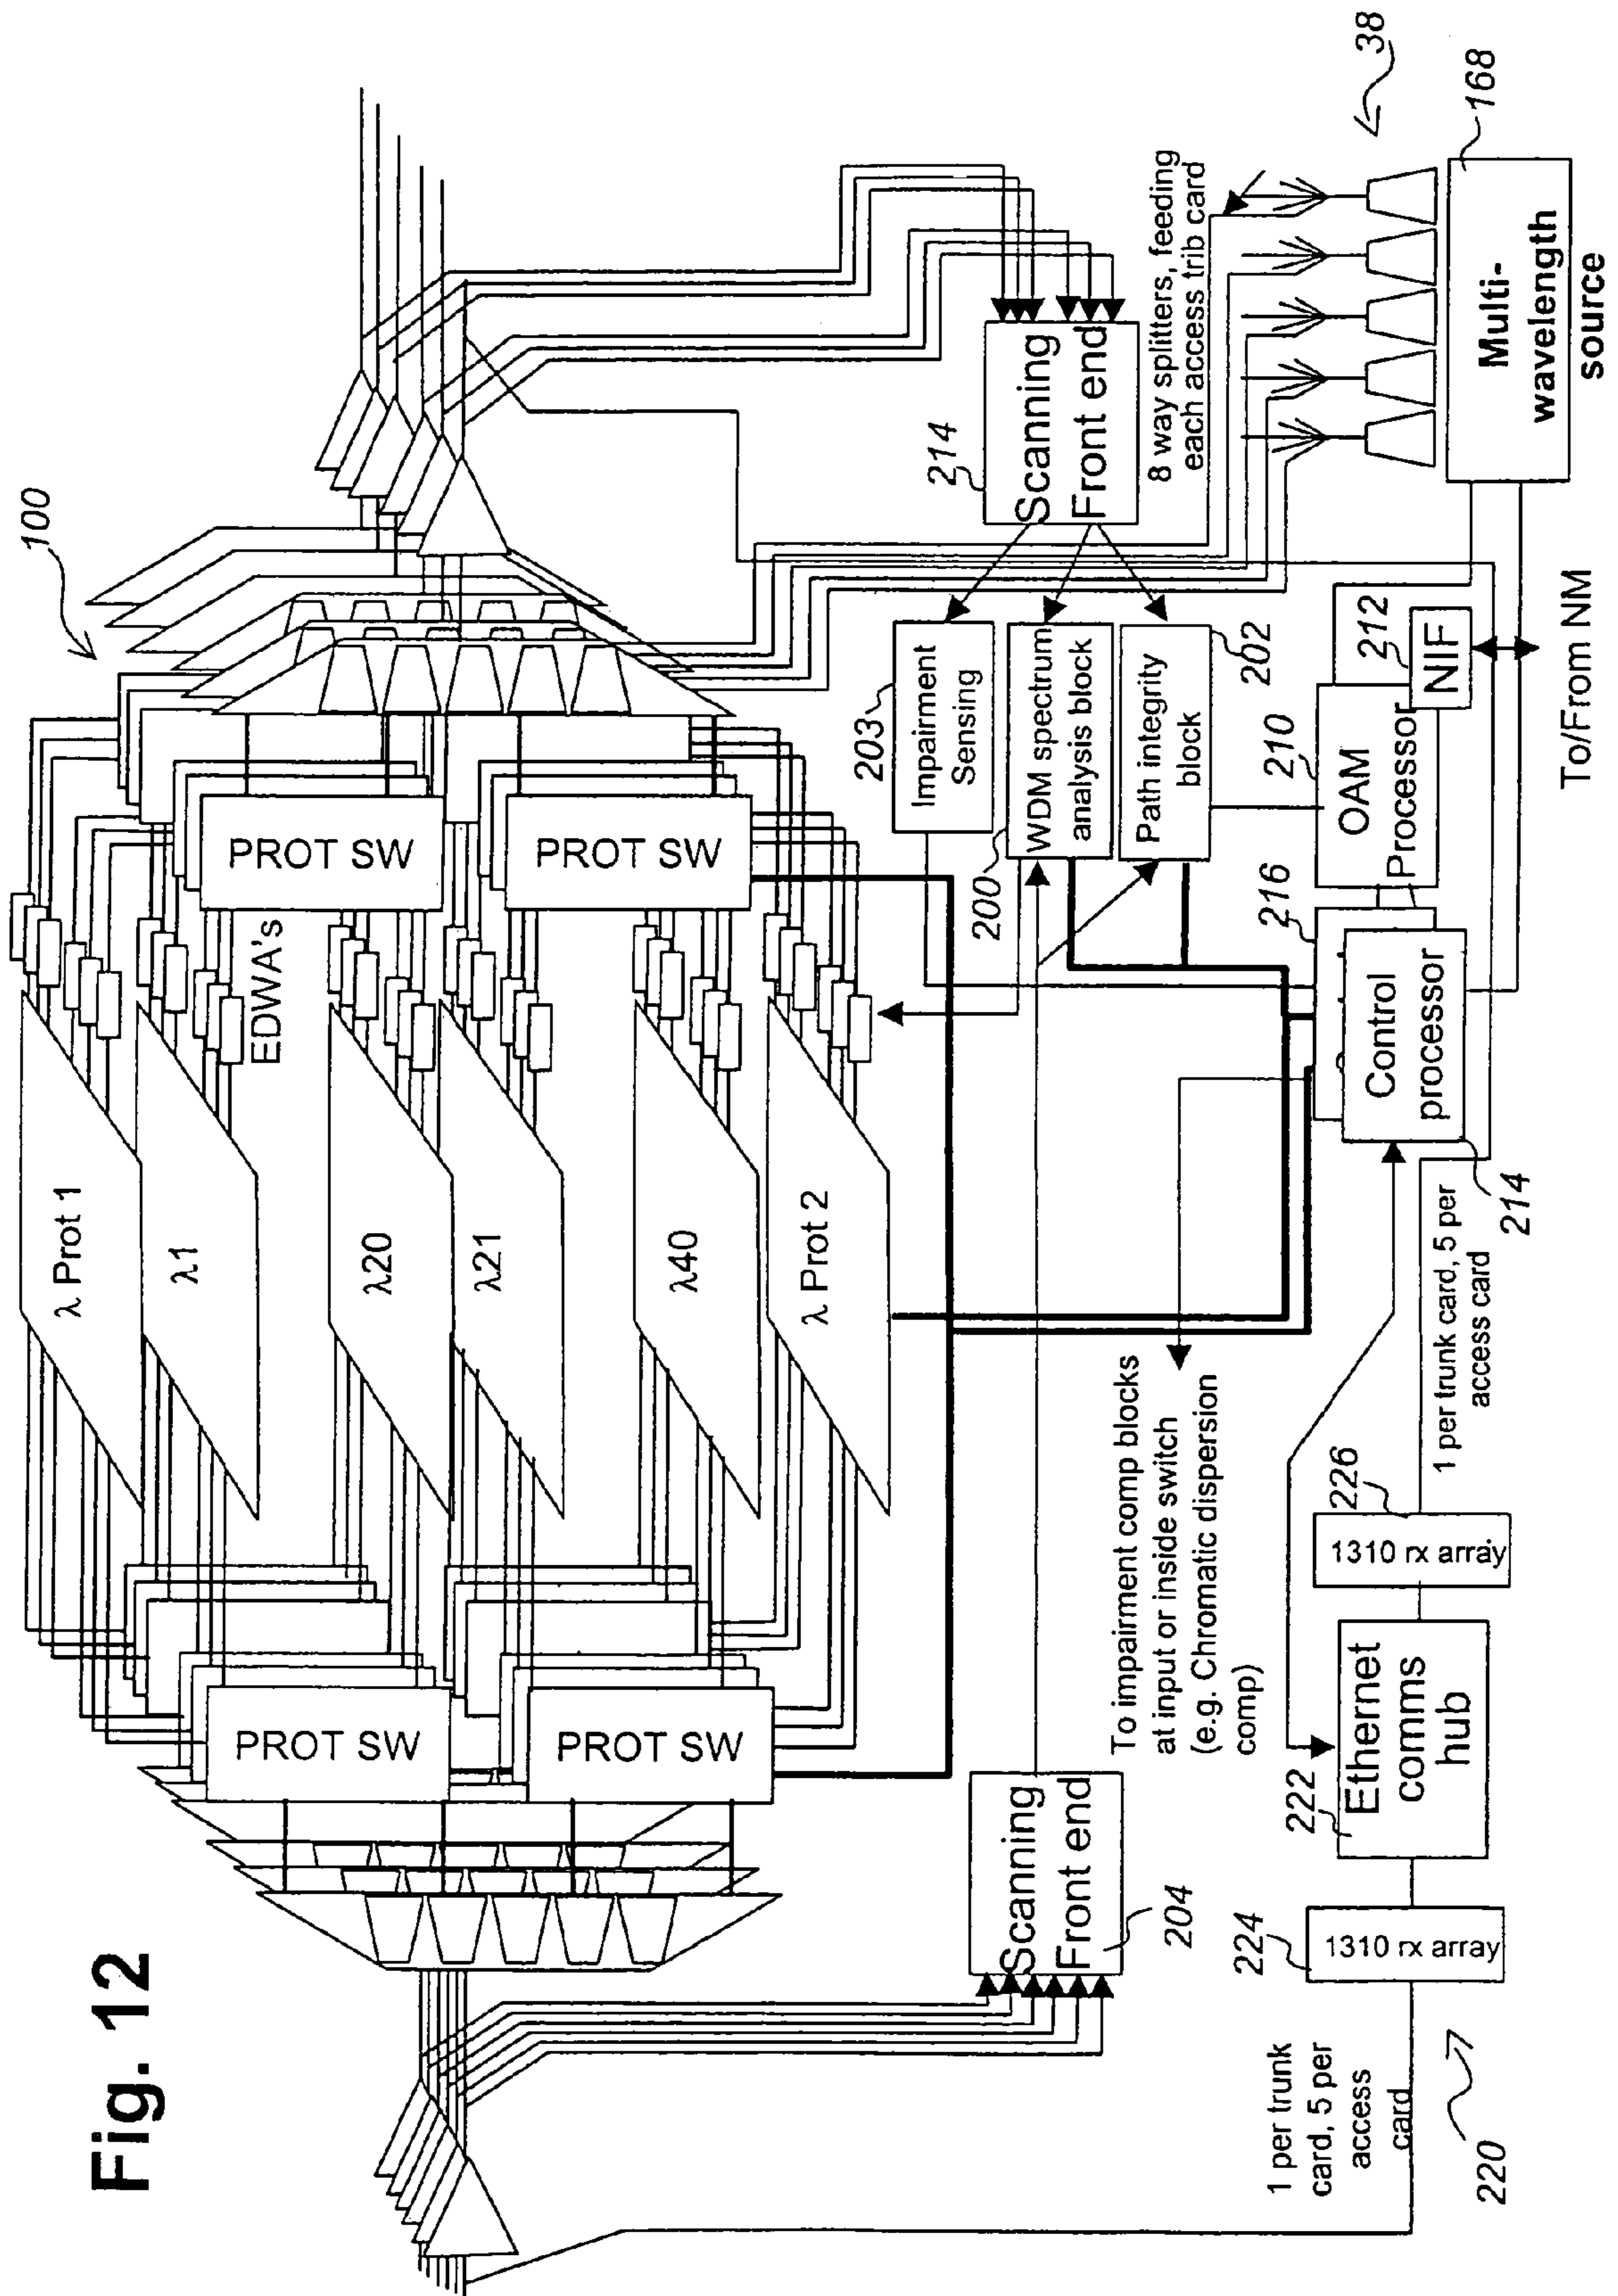 Fig. 12
100
λ Prot 1
λ1
λ20
λ21
λ40
λ Prot 2
EDWA's
PROT SW
PROT SW
PROT SW
PROT SW
Scanning
Front end
204
Scanning
Front end
214
203
Impairment
Sensing
200
WDM spectrum
analysis block
Path integrity
block
202
8 way splitters, feeding
each access trib card
38
Multi-
wavelength
source
168
To impairment comp blocks
at input or inside switch
(e.g. Chromatic dispersion
comp)
216
Control
processor
214
210
OAM
Processor
212
NIF
To/From NM
1 per trunk
card, 5 per
access
card
220
224
1310 rx array
222
Ethernet
comms
hub
226
1310 rx array
1 per trunk card, 5 per
access card